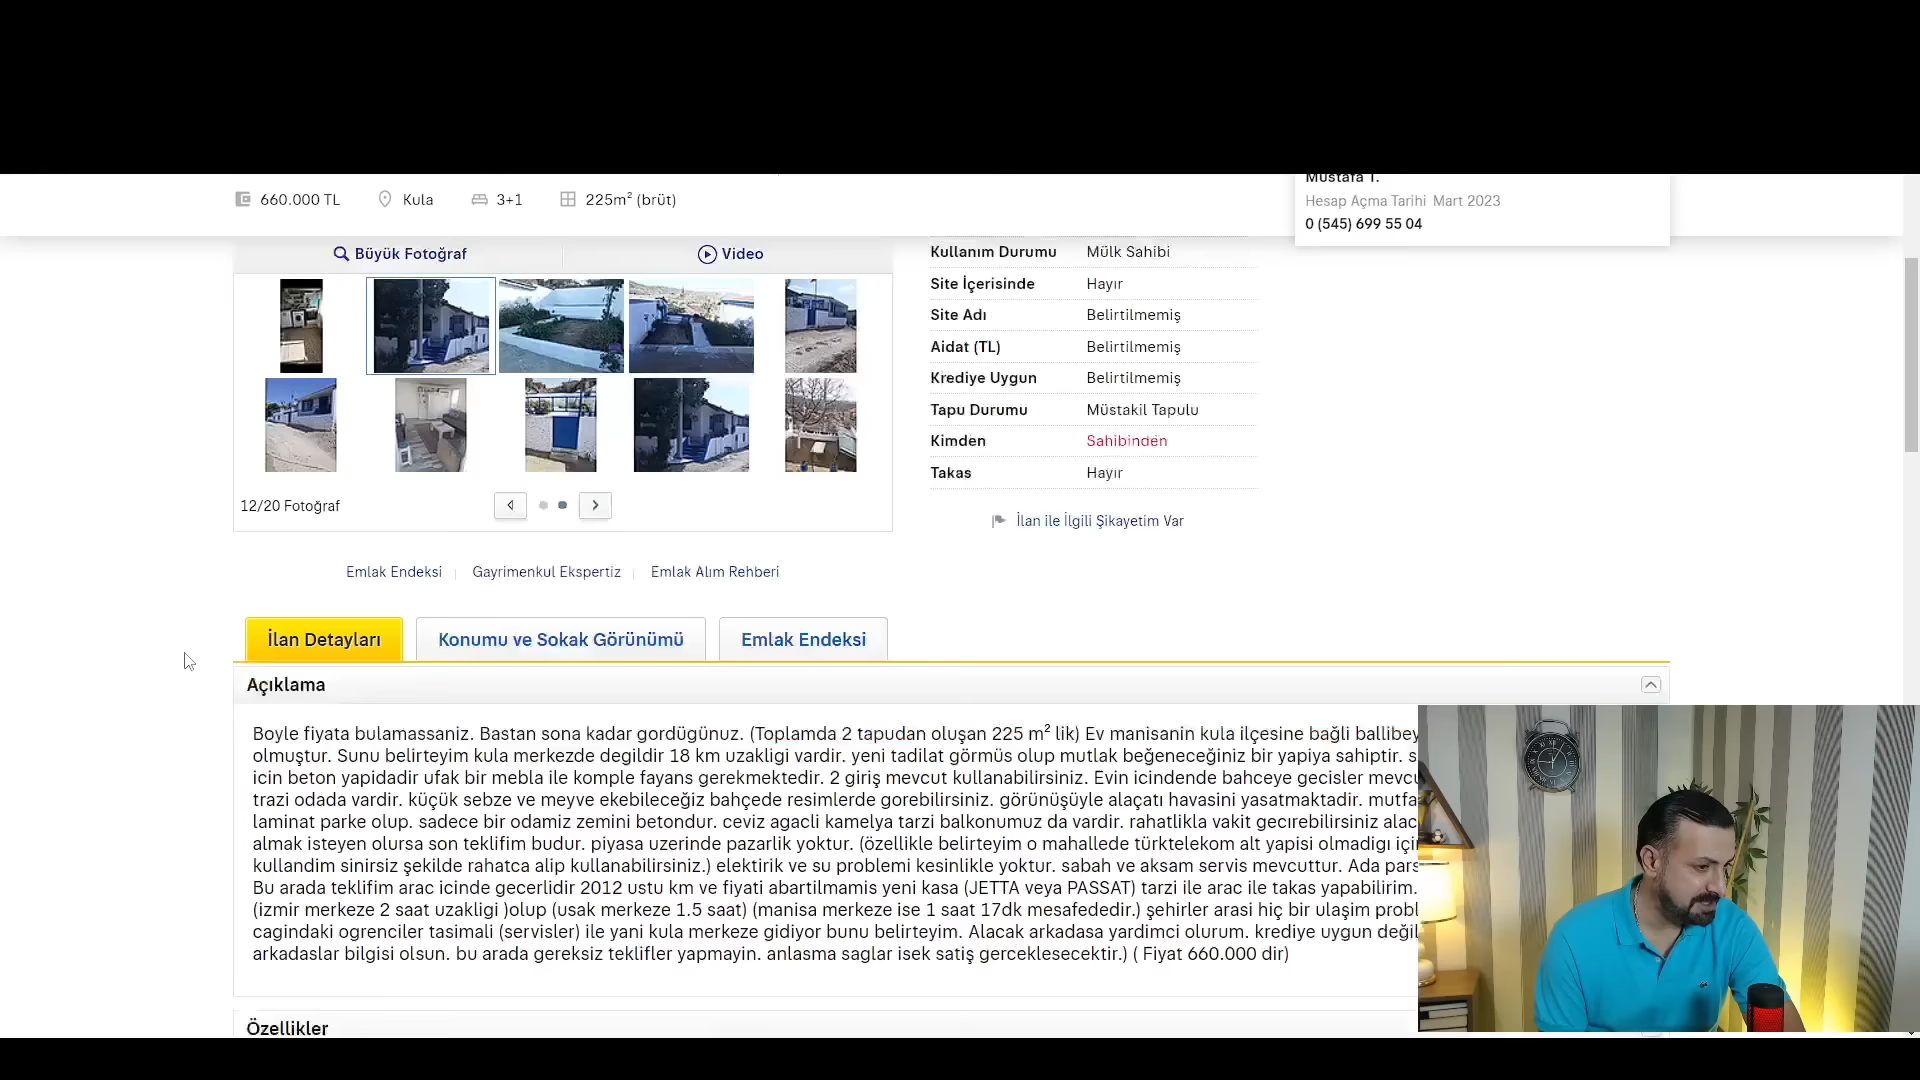 660.000 TL
Kula
3+1
225m² (brüt)
Mustafa T.
Hesap Açma Tarihi Mart 2023
0 (545) 699 55 04
Büyük Fotoğraf
Video
12/20 Fotoğraf
Kullanım Durumu Mülk Sahibi
Site İçerisinde Hayır
Site Adı Belirtilmemiş
Aidat (TL) Belirtilmemiş
Krediye Uygun Belirtilmemiş
Tapu Durumu Müstakil Tapulu
Kimden Sahibinden
Takas Hayır
İlan ile İlgili Şikayetim Var
Emlak Endeksi
Gayrimenkul Ekspertiz
Emlak Alım Rehberi
İlan Detayları
Konumu ve Sokak Görünümü
Emlak Endeksi
Açıklama
Boyle fiyata bulamassaniz. Bastan sona kadar gordügünuz. (Toplamda 2 tapudan oluşan 225 m² lik) Ev manisanin kula ilçesine bağli ballibey
olmuştur. Sunu belirteyim kula merkezde degildir 18 km uzakligi vardir. yeni tadilat görmüs olup mutlak beğeneceğiniz bir yapiya sahiptir. s
icin beton yapidadir ufak bir mebla ile komple fayans gerekmektedir. 2 giriş mevcut kullanabilirsiniz. Evin icindende bahceye gecisler mevcu
trazi odada vardir. küçük sebze ve meyve ekebileceğiz bahçede resimlerde gorebilirsiniz. görünüşüyle alaçatı havasini yasatmaktadir. mutfa
laminat parke olup. sadece bir odamiz zemini betondur. ceviz agacli kamelya tarzi balkonumuz da vardir. rahatlikla vakit gecırebilirsiniz alac
almak isteyen olursa son teklifim budur. piyasa uzerinde pazarlik yoktur. (özellikle belirteyim o mahallede türktelekom alt yapisi olmadigı içi
kullandim sinirsiz şekilde rahatca alip kullanabilirsiniz.) elektirik ve su problemi kesinlikle yoktur. sabah ve aksam servis mevcuttur. Ada pars
Bu arada teklifim arac icinde gecerlidir 2012 ustu km ve fiyati abartilmamis yeni kasa (JETTA veya PASSAT) tarzi ile arac ile takas yapabilirim.
(izmir merkeze 2 saat uzakligi )olup (usak merkeze 1.5 saat) (manisa merkeze ise 1 saat 17dk mesafededir.) şehirler arasi hiç bir ulaşim probl
cagindaki ogrenciler tasimali (servisler) ile yani kula merkeze gidiyor bunu belirteyim. Alacak arkadasa yardimci olurum. krediye uygun değil
arkadaslar bilgisi olsun. bu arada gereksiz teklifler yapmayin. anlasma saglar isek satiş gerceklesecektir.) ( Fiyat 660.000 dir)
Özellikler